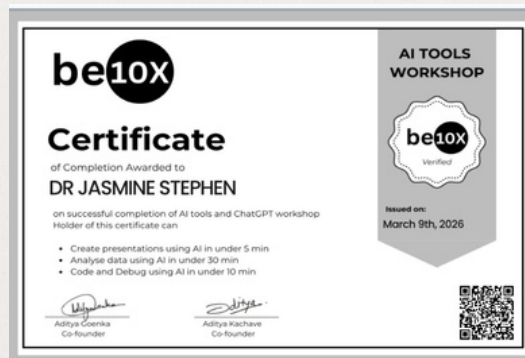 be10X
Certificate
of Completion Awarded to
DR JASMINE STEPHEN
on successful completion of AI tools and ChatGPT workshop
Holder of this certificate can
• Create presentations using AI in under 5 min
• Analyse data using AI in under 30 min
• Code and Debug using AI in under 10 min
Aditya Goenka
Co-founder
Aditya Kachave
Co-founder
AI TOOLS
WORKSHOP
be10X
Verified
Issued on:
March 9th, 2026